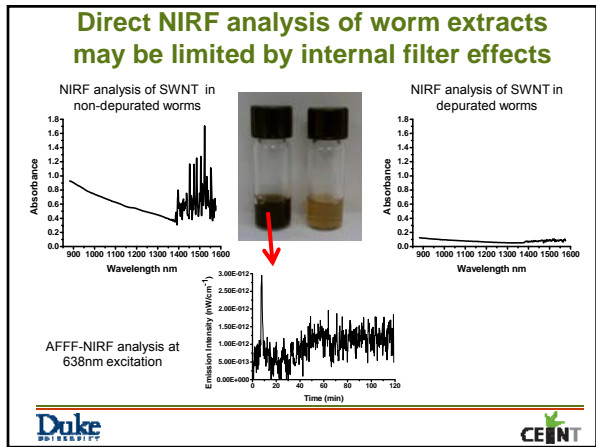 Direct NIRF analysis of worm extracts
may be limited by internal filter effects
NIRF analysis of SWNT in
non-depurated worms
NIRF analysis of SWNT in
depurated worms
1.8
1.6
1.4
1.2
1.0
0.8
0.6
0.4
0.2
0.0
Absorbance
900 1000 1100 1200 1300 1400 1500 1600
Wavelength nm
1.8
1.6
1.4
1.2
1.0
0.8
0.6
0.4
0.2
0.0
Absorbance
900 1000 1100 1200 1300 1400 1500 1600
Wavelength nm
AFFF-NIRF analysis at
638nm excitation
3.00E-012
2.50E-012
2.00E-012
1.50E-012
1.00E-012
5.00E-013
0.00E+000
Emission Intensity (nW/cm⁻¹)
0 20 40 60 80 100 120
Time (min)
Duke
UNIVERSITY
CEINT